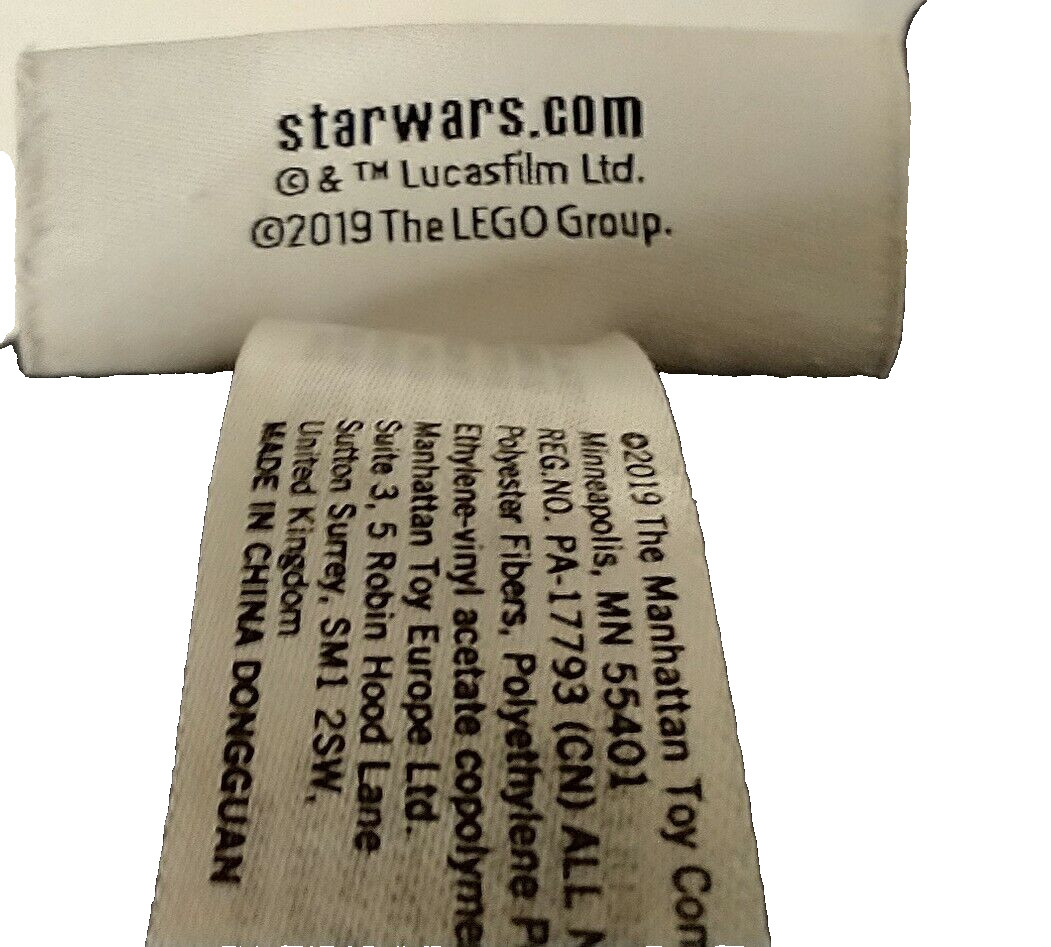 starwars.com
© & ™ Lucasfilm Ltd.
©2019 The LEGO Group.
©2019 The Manhattan Toy Com
Minneapolis, MN 55401
REG.NO. PA-17793 (CN) ALL N
Polyester Fibers, Polyethylene P
Ethylene-vinyl acetate copolyme
Manhattan Toy Europe Ltd.
Suite 3, 5 Robin Hood Lane
Sutton Surrey, SM1 2SW,
United Kingdom
MADE IN CHINA DONGGUAN